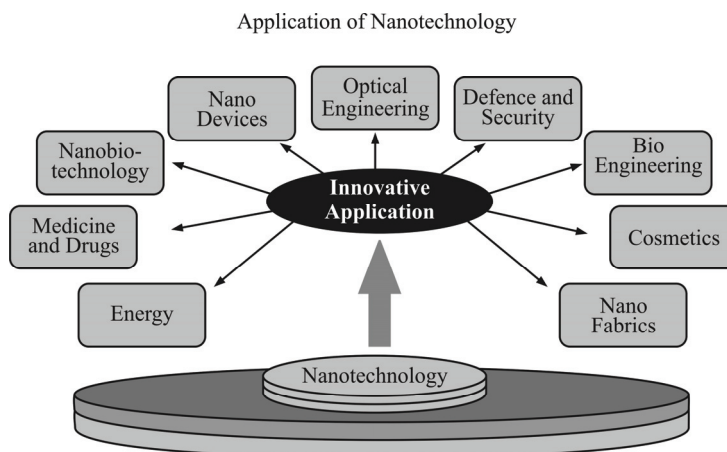 Application of Nanotechnology
Optical
Engineering
Nano
Devices
Defence and
Security
Nanobio-
technology
Bio
Engineering
Innovative
Application
Medicine
and Drugs
Cosmetics
Energy
Nano
Fabrics
Nanotechnology